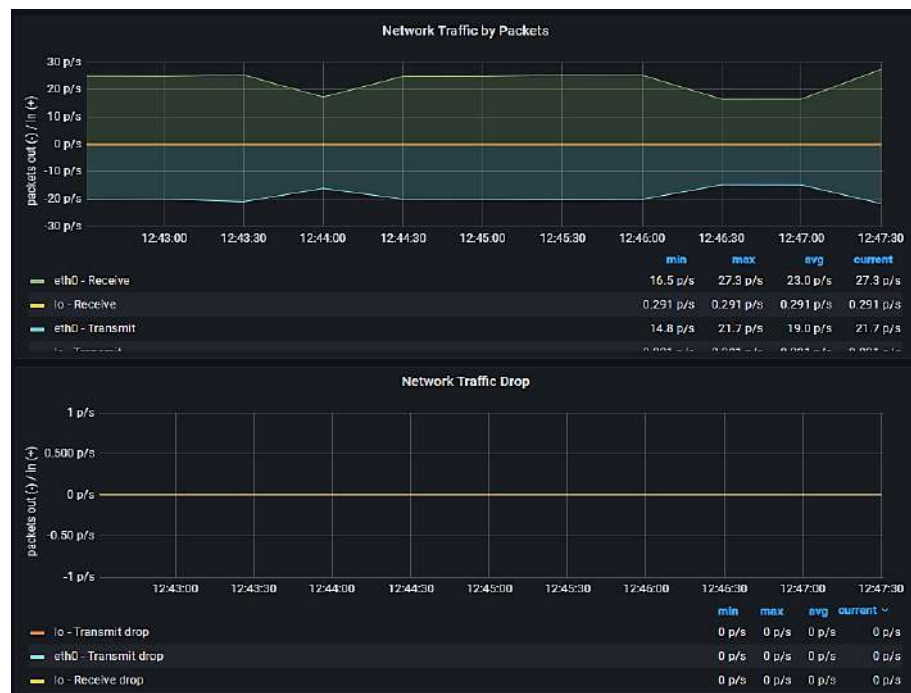 Network Traffic by Packets
30 p/s
20 p/s
10 p/s
0 p/s
-10 p/s
-20 p/s
-30 p/s
packets out (-) / in (+)
12:43:00 12:43:30 12:44:00 12:44:30 12:45:00 12:45:30 12:46:00 12:46:30 12:47:00 12:47:30
min max avg current
eth0 - Receive 16.5 p/s 27.3 p/s 23.0 p/s 27.3 p/s
lo - Receive 0.291 p/s 0.291 p/s 0.291 p/s 0.291 p/s
eth0 - Transmit 14.8 p/s 21.7 p/s 19.0 p/s 21.7 p/s
Network Traffic Drop
1 p/s
0.500 p/s
0 p/s
-0.50 p/s
-1 p/s
packets out (-) / in (+)
12:43:00 12:43:30 12:44:00 12:44:30 12:45:00 12:45:30 12:46:00 12:46:30 12:47:00 12:47:30
min max avg current
lo - Transmit drop 0 p/s 0 p/s 0 p/s 0 p/s
eth0 - Transmit drop 0 p/s 0 p/s 0 p/s 0 p/s
lo - Receive drop 0 p/s 0 p/s 0 p/s 0 p/s